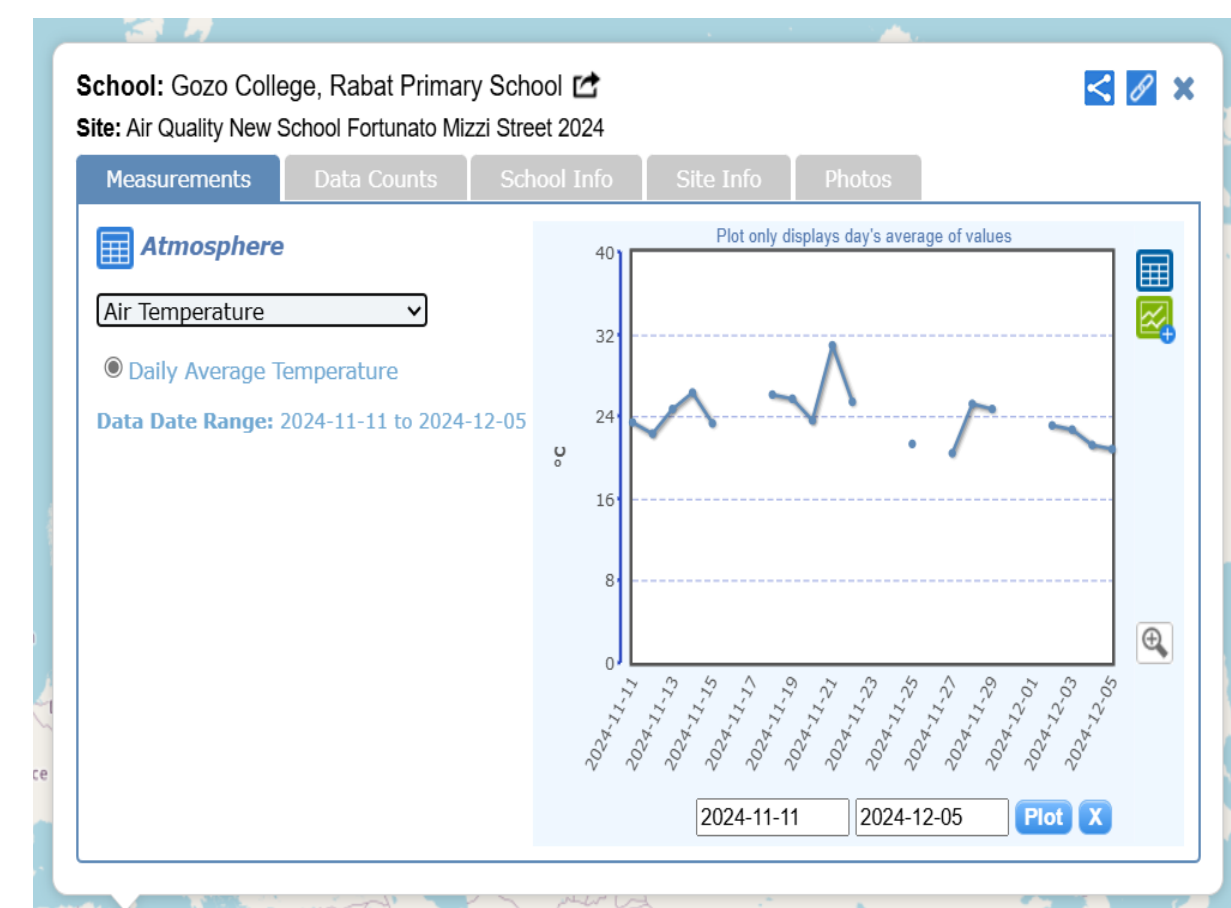 School: Gozo College, Rabat Primary School
Site: Air Quality New School Fortunato Mizzi Street 2024
Measurements
Data Counts
School Info
Site Info
Photos
Atmosphere
Air Temperature
Daily Average Temperature
Data Date Range: 2024-11-11 to 2024-12-05
Plot only displays day's average of values
40
32
24
16
8
0
°C
2024-11-11
2024-11-13
2024-11-15
2024-11-17
2024-11-19
2024-11-21
2024-11-23
2024-11-25
2024-11-27
2024-11-29
2024-12-01
2024-12-03
2024-12-05
2024-11-11
2024-12-05
Plot
X